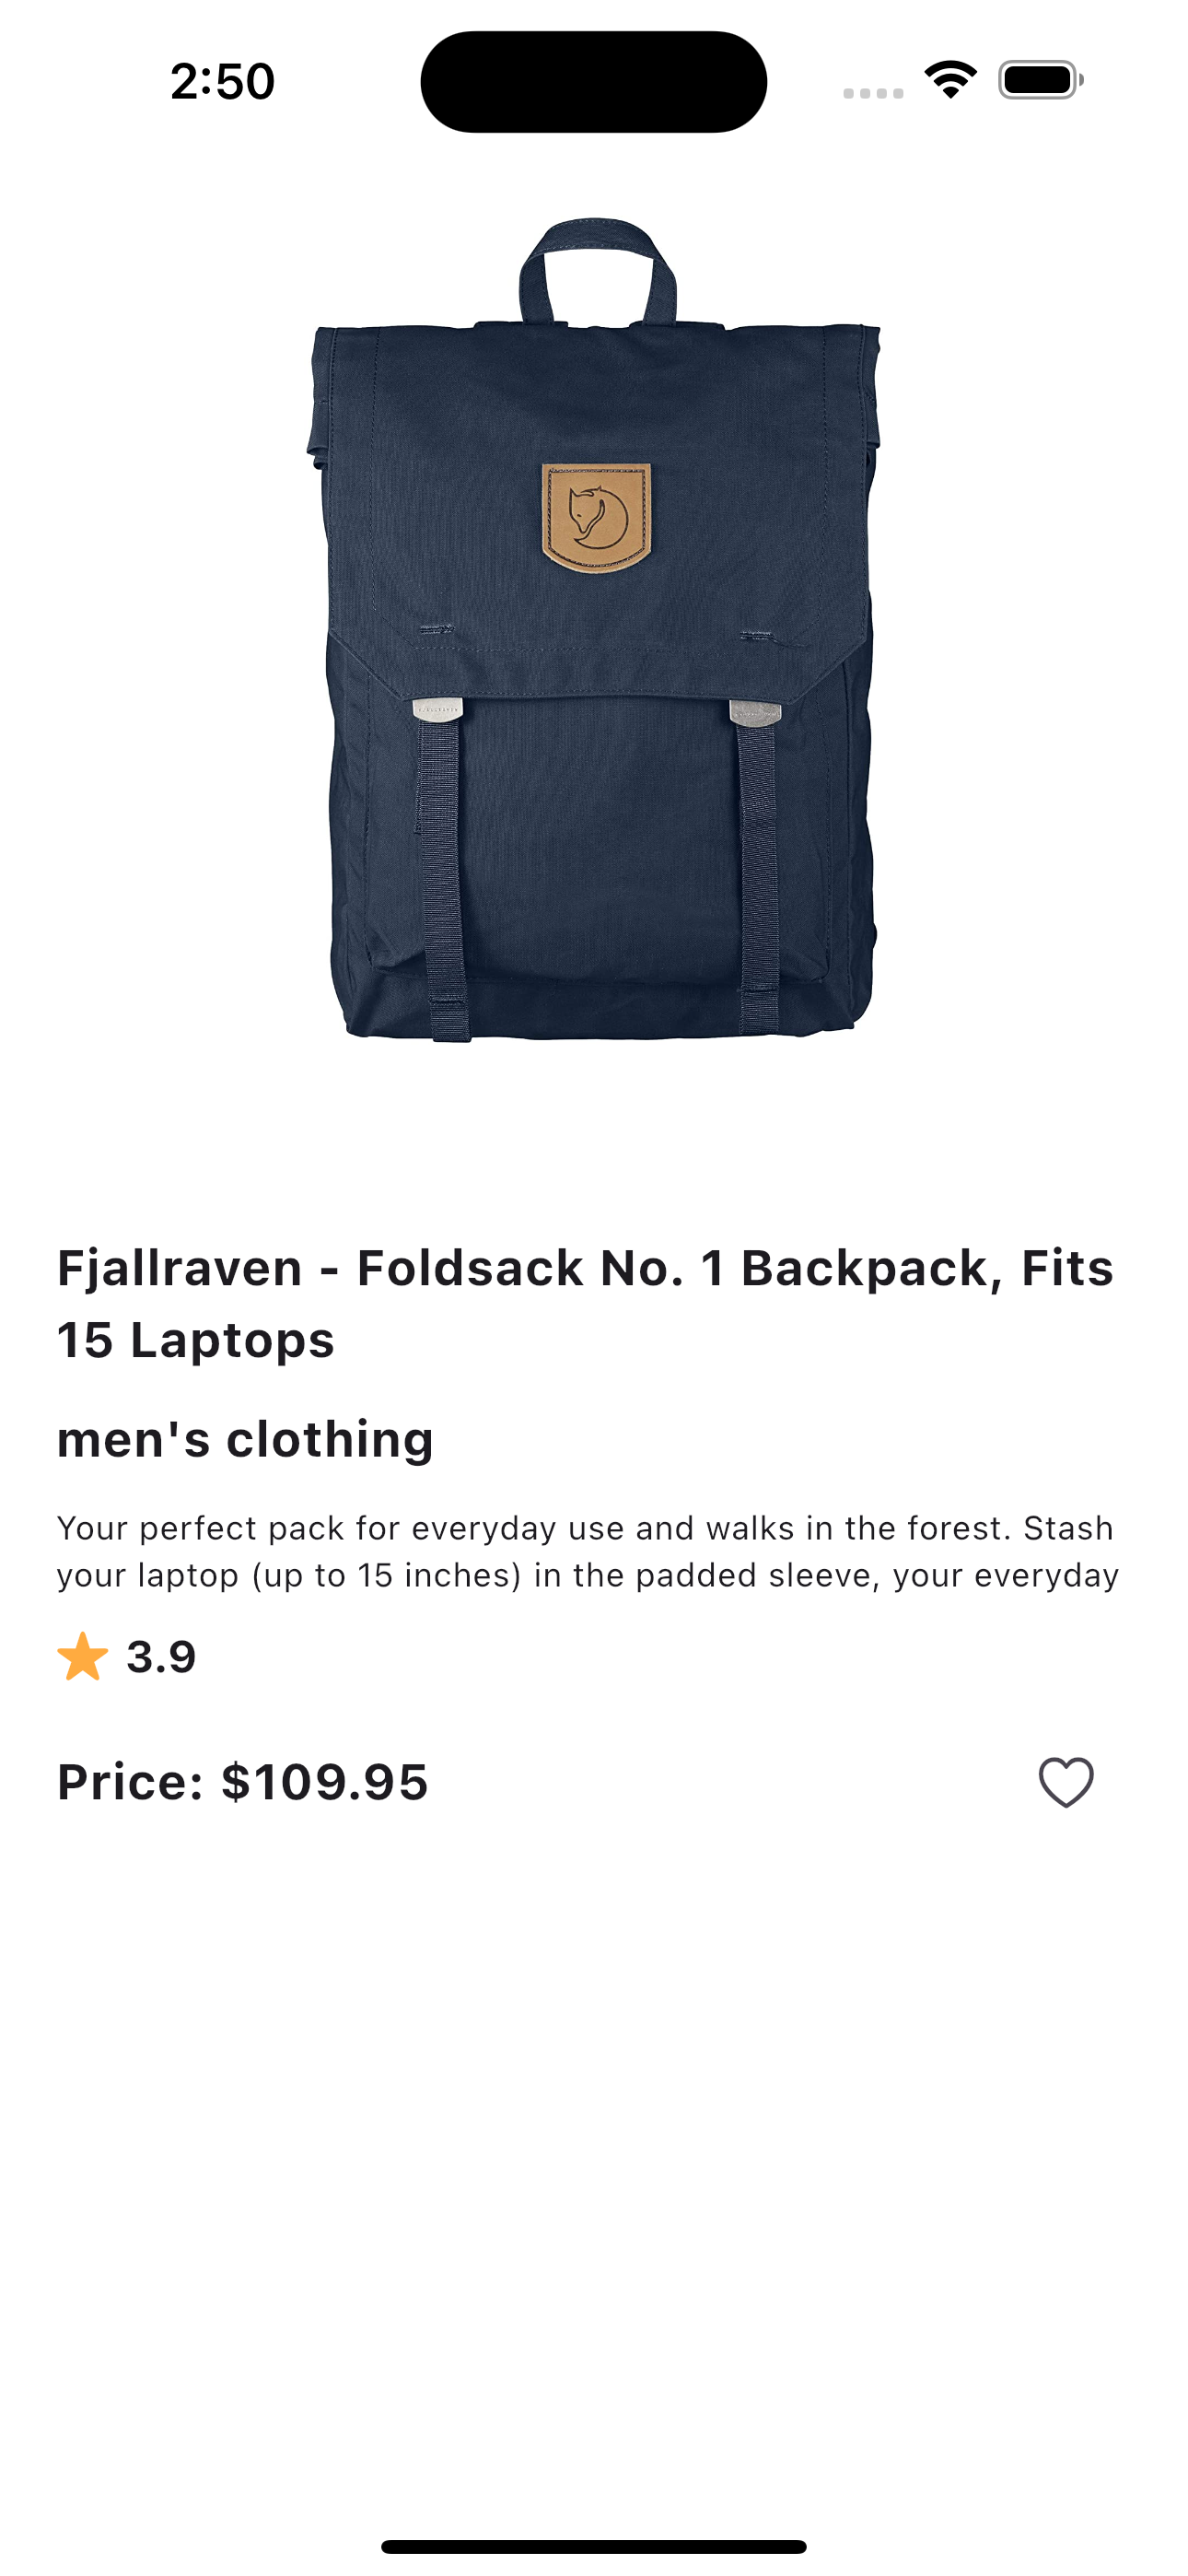 2:50
Fjallraven - Foldsack No. 1 Backpack, Fits
15 Laptops
men's clothing
Your perfect pack for everyday use and walks in the forest. Stash
your laptop (up to 15 inches) in the padded sleeve, your everyday
3.9
Price: $109.95